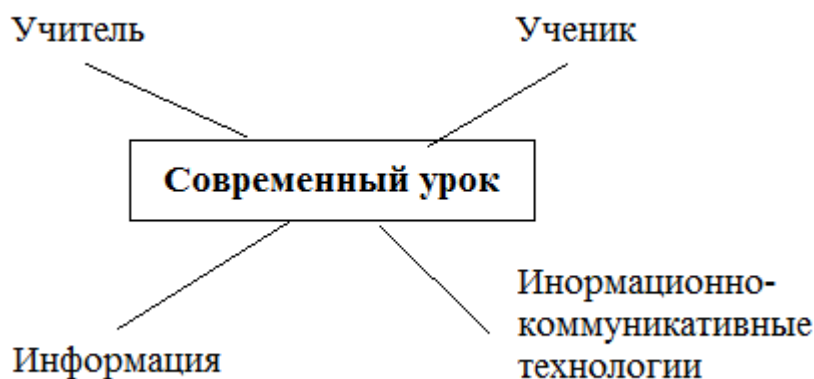 Учитель
Ученик
Современный урок
Информация
Инормационно-
коммуникативные
технологии